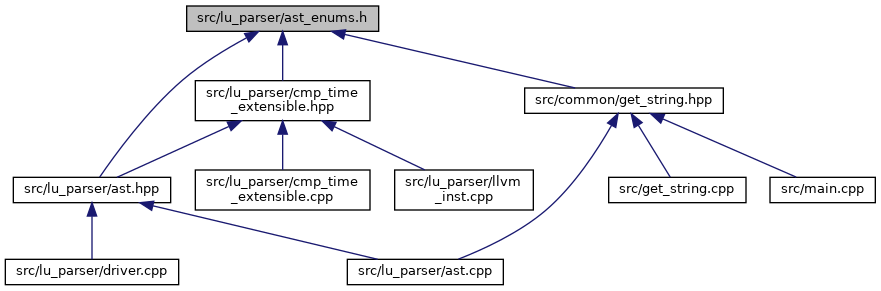 src/lu_parser/ast_enums.h
src/lu_parser/cmp_time
_extensible.hpp
src/common/get_string.hpp
src/lu_parser/ast.hpp
src/lu_parser/cmp_time
_extensible.cpp
src/lu_parser/llvm
_inst.cpp
src/get_string.cpp
src/main.cpp
src/lu_parser/driver.cpp
src/lu_parser/ast.cpp